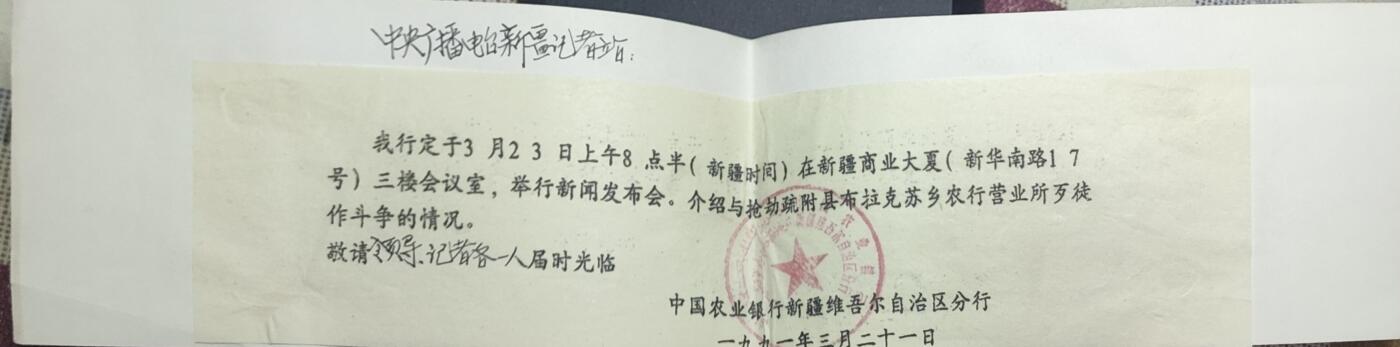 中央广播电台新疆记者站：
我行定于3月23日上午8点半(新疆时间)在新疆商业大厦(新华南路17
号)三楼会议室，举行新闻发布会。介绍与抢劫疏附县布拉克苏乡农行营业所歹徒
作斗争的情况。
敬请领导、记者各一人届时光临
中国农业银行新疆维吾尔自治区分行
一九九一年三月二十一日